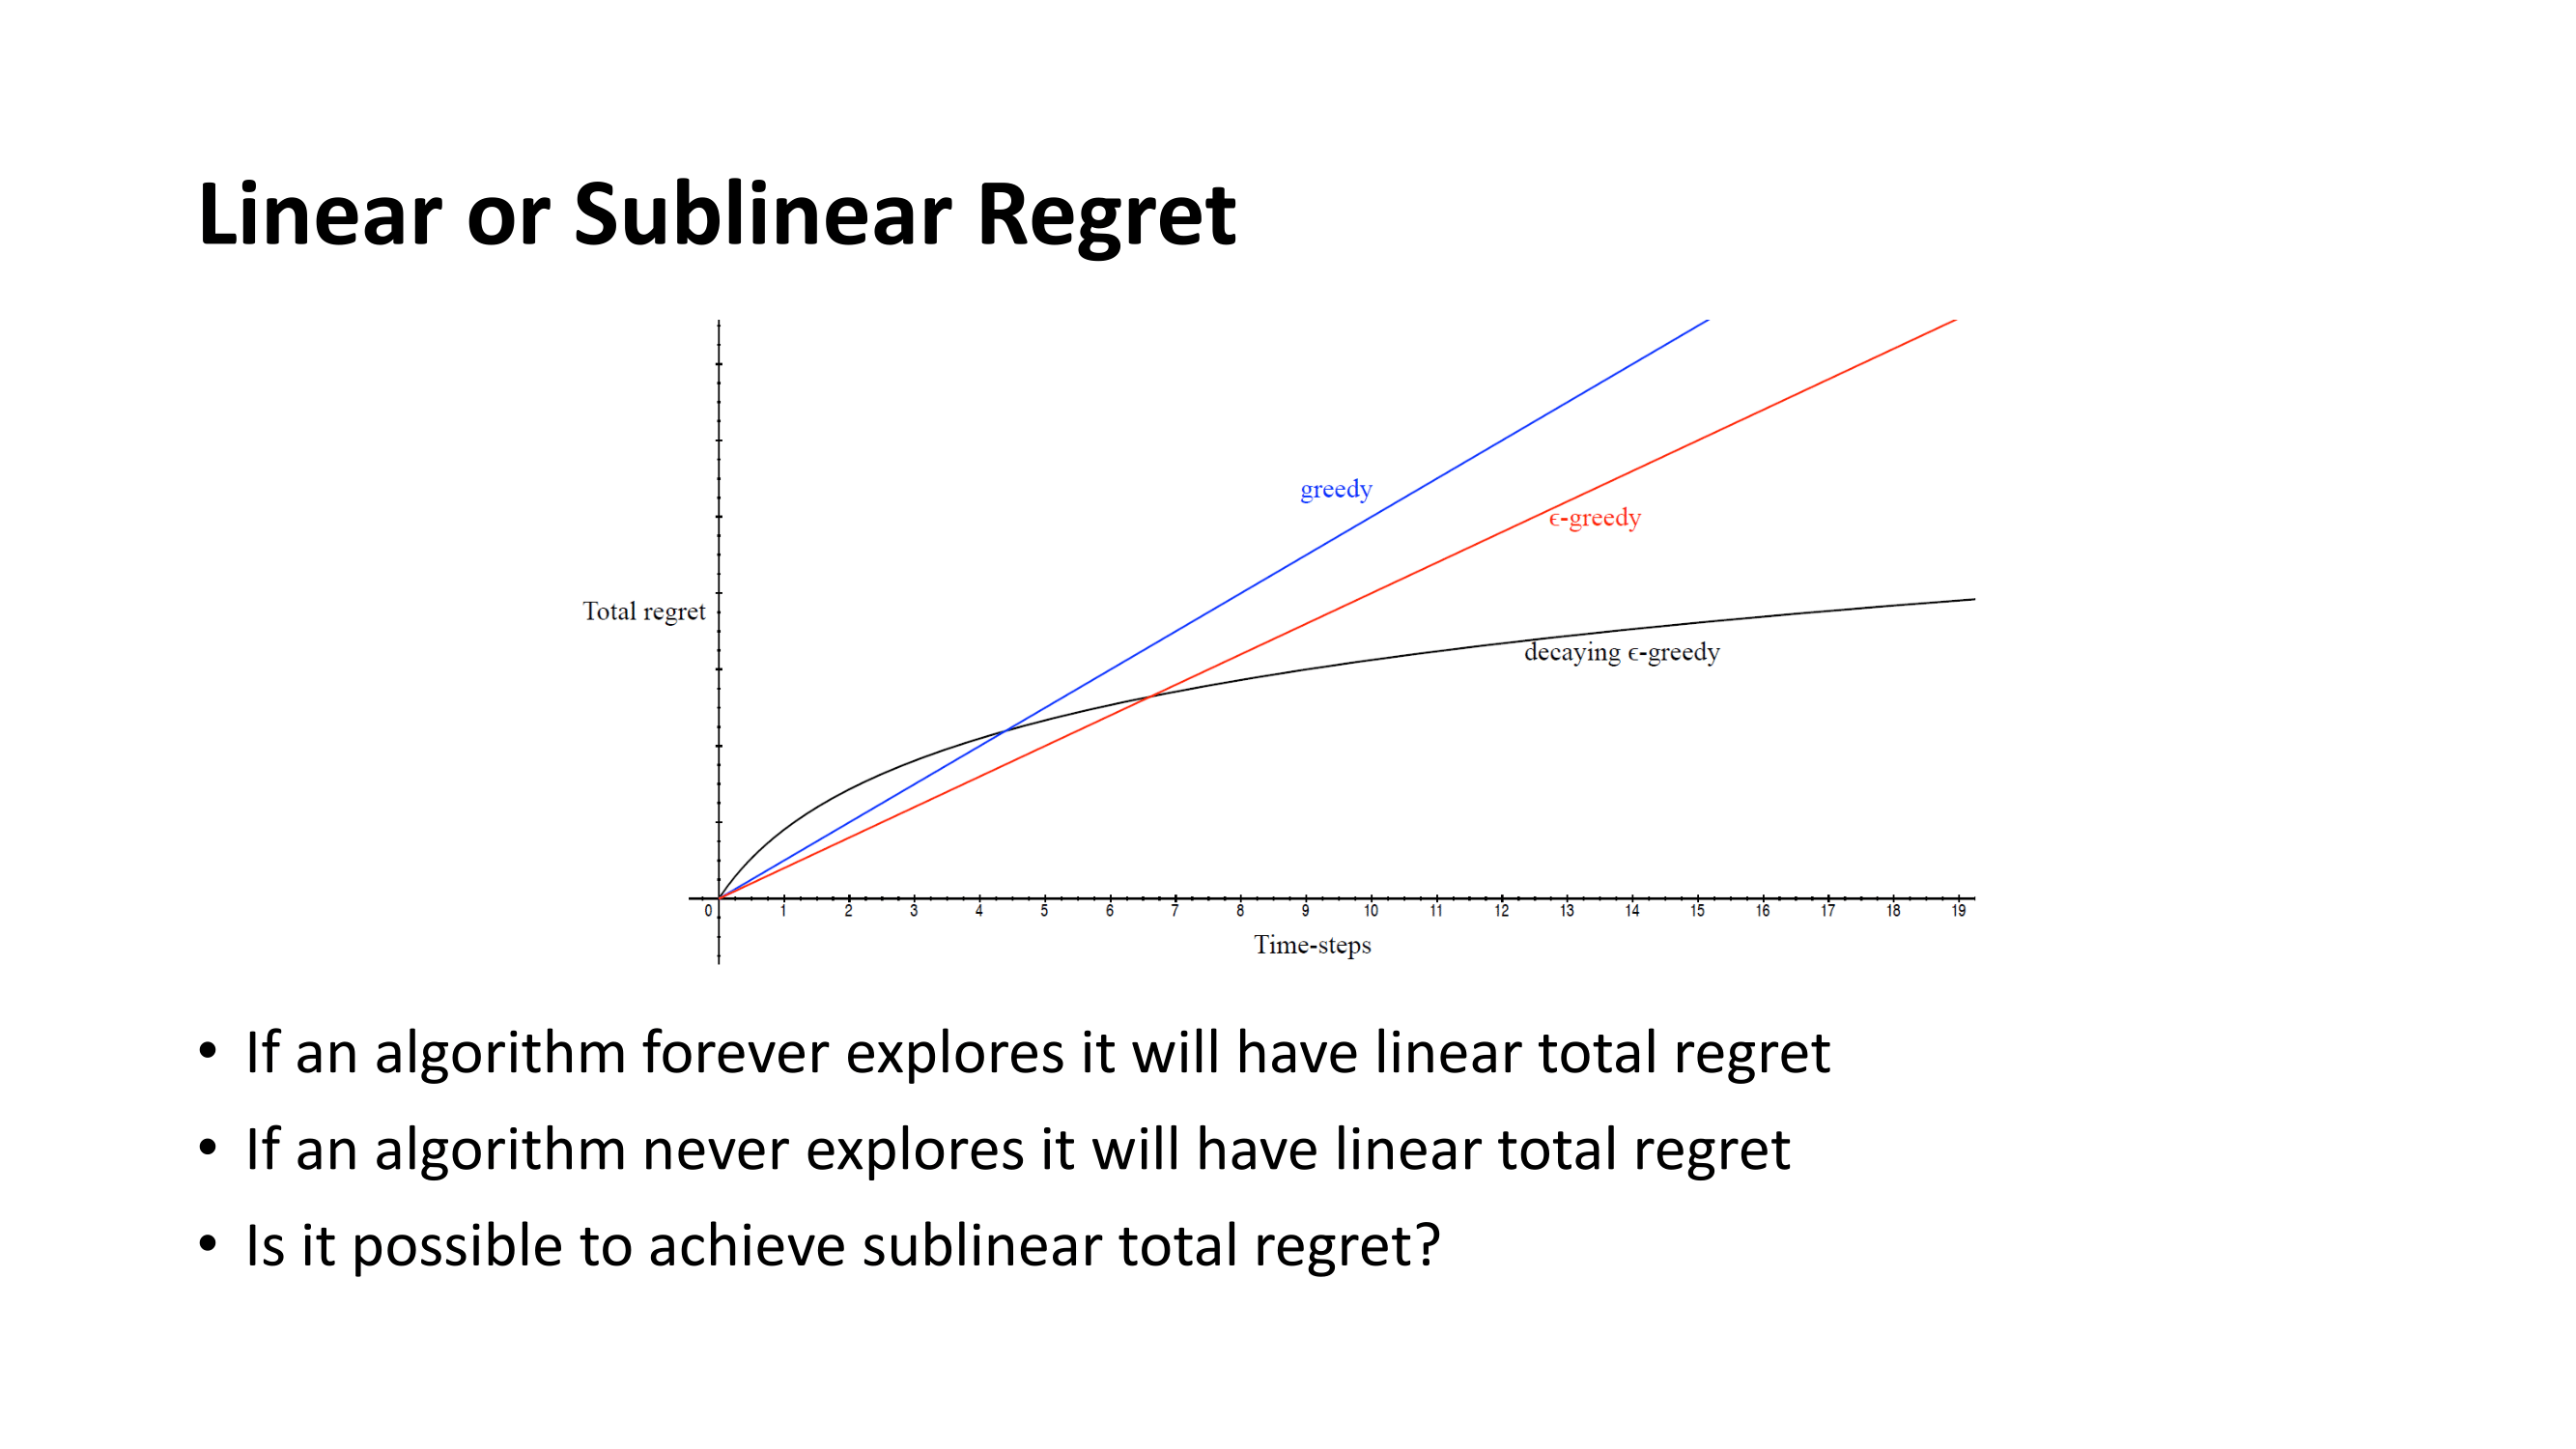 Linear or Sublinear Regret
greedy
ϵ-greedy
Total regret
decaying ϵ-greedy
0 1 2 3 4 5 6 7 8 9 10 11 12 13 14 15 16 17 18 19
Time-steps
• If an algorithm forever explores it will have linear total regret
• If an algorithm never explores it will have linear total regret
• Is it possible to achieve sublinear total regret?